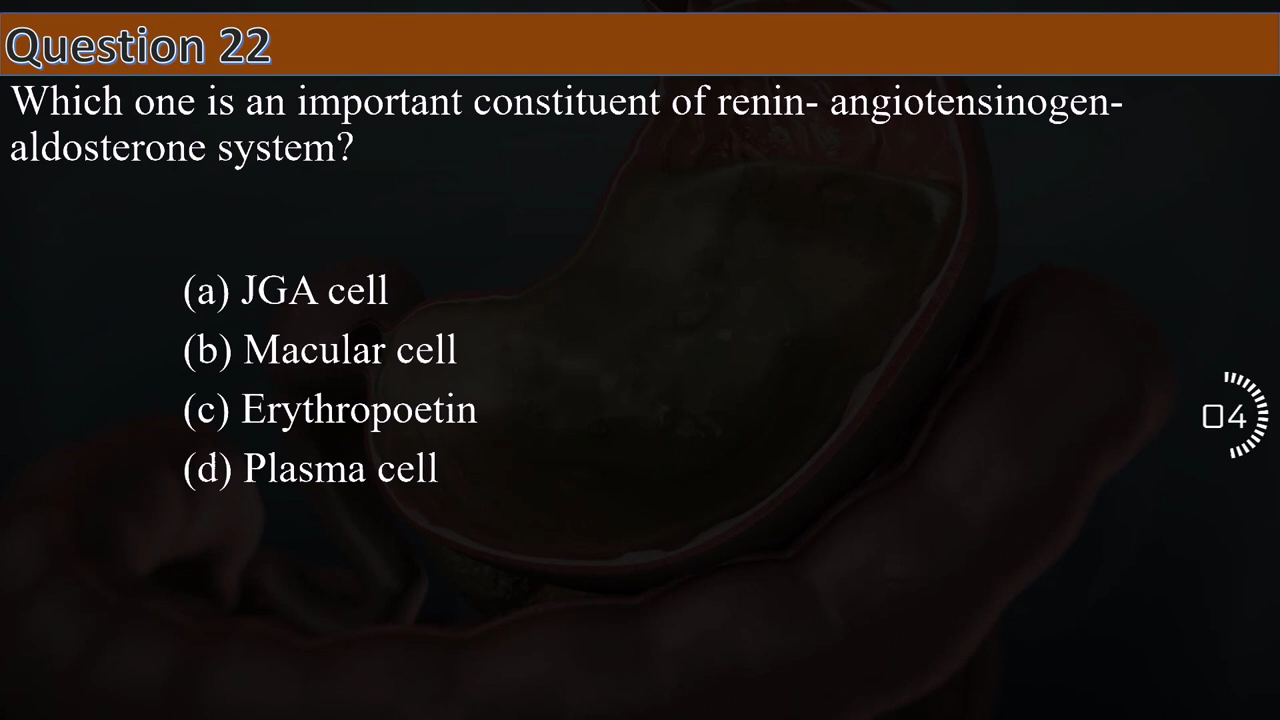 Question 22
Which one is an important constituent of renin- angiotensinogen-
aldosterone system?
(a) JGA cell
(b) Macular cell
(c) Erythropoetin
(d) Plasma cell
04